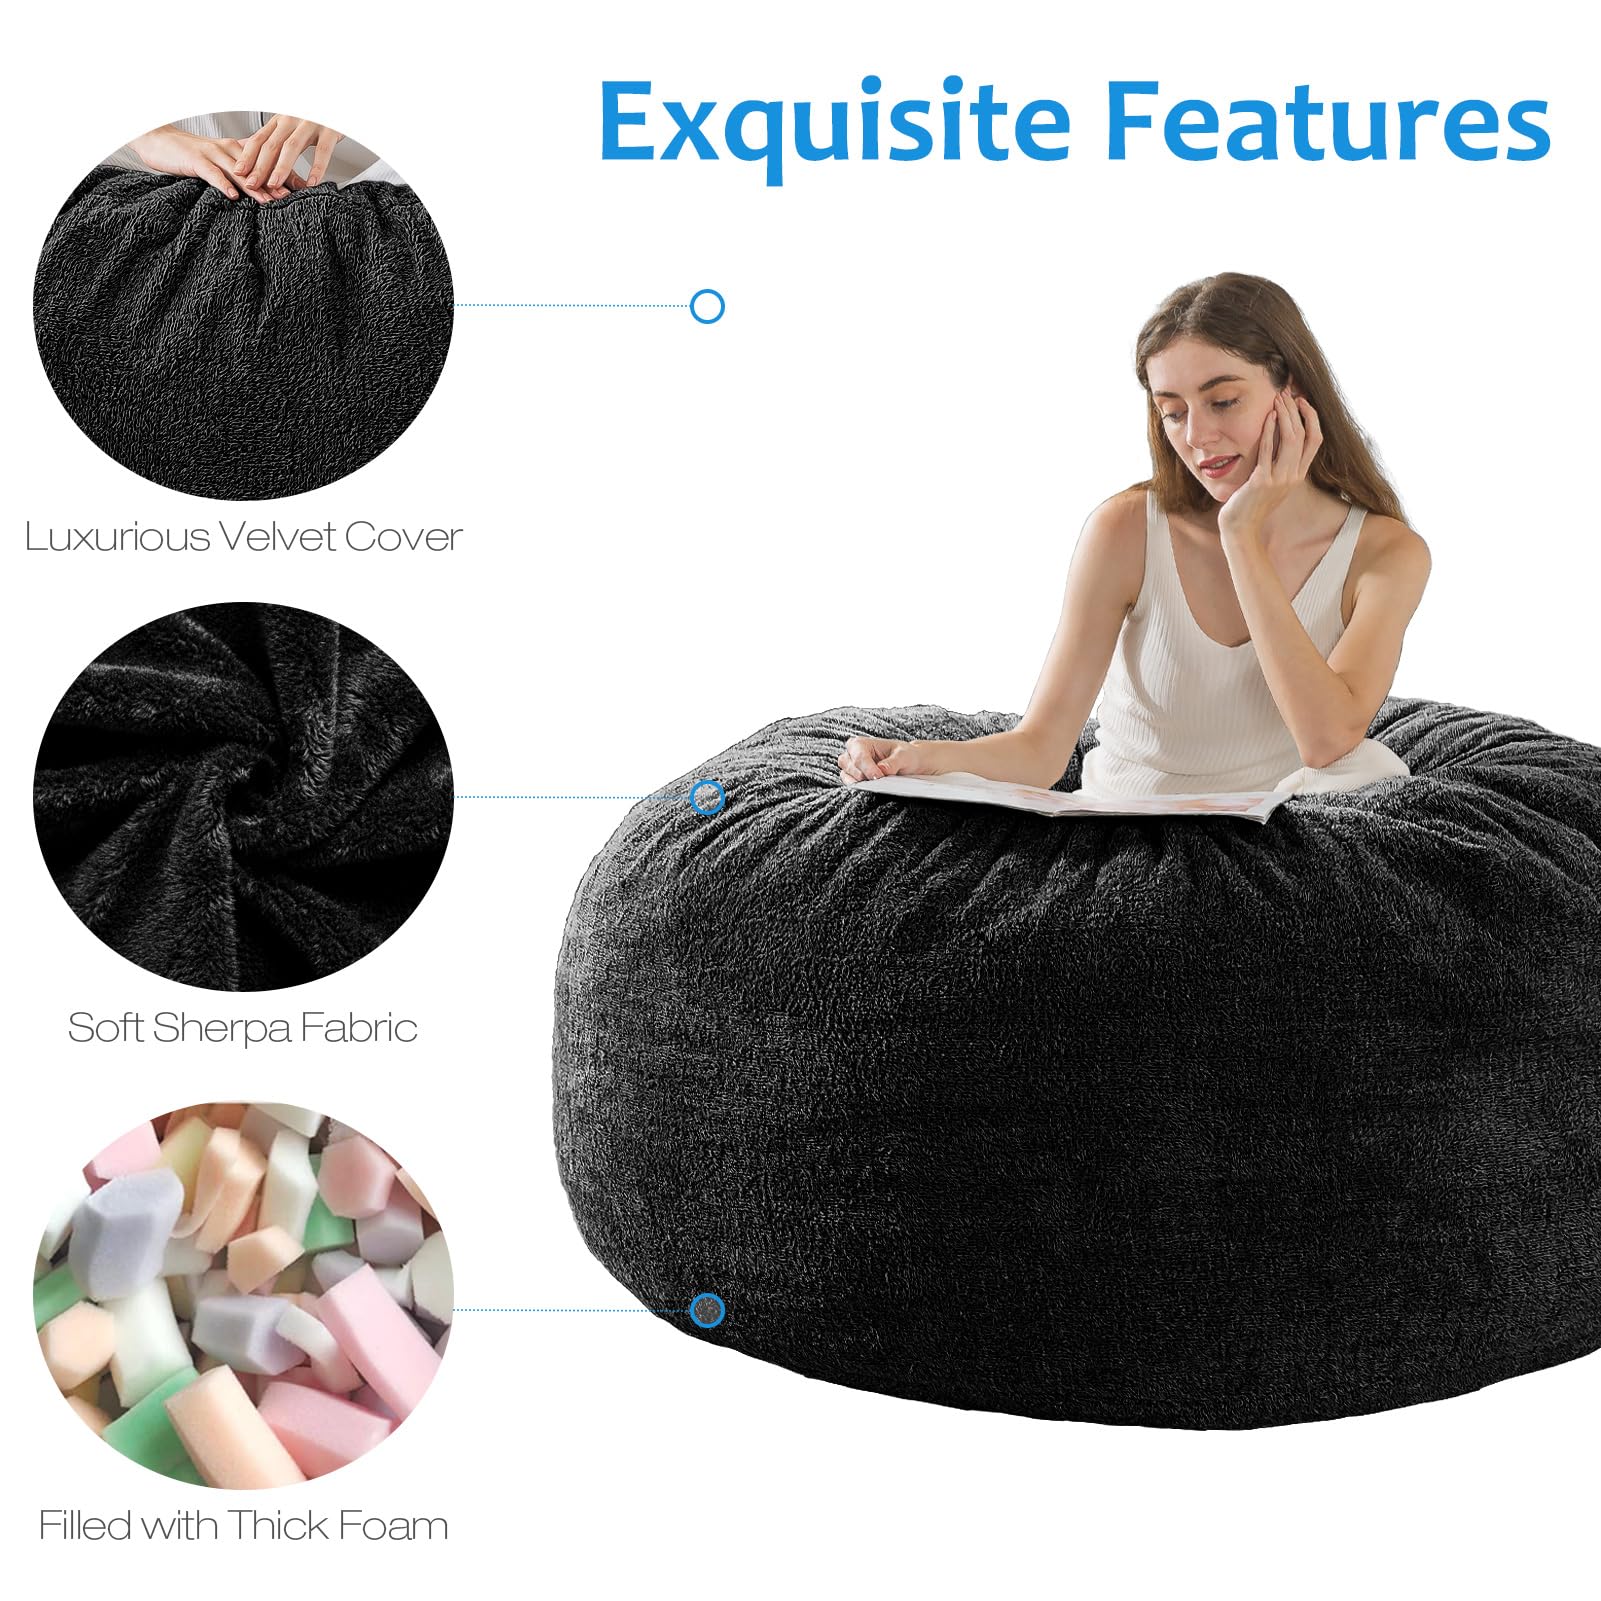 Exquisite Features
Luxurious Velvet Cover
Soft Sherpa Fabric
Filled with Thick Foam